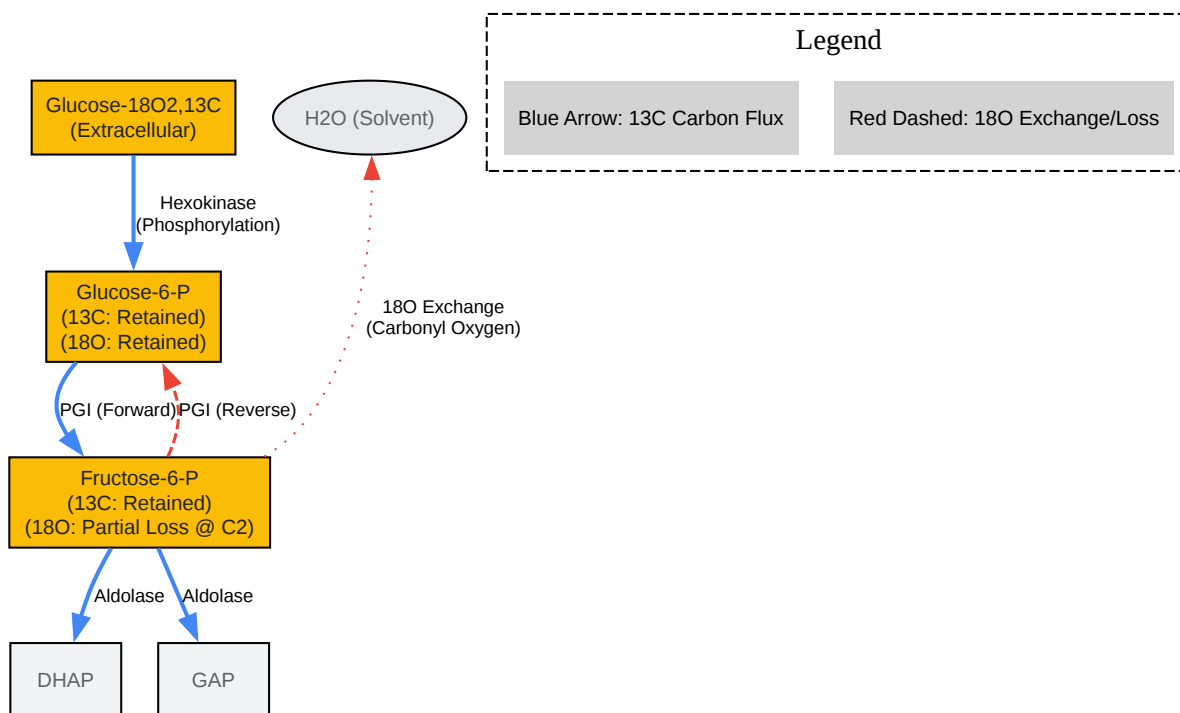 Legend
Blue Arrow: 13C Carbon Flux
Red Dashed: 18O Exchange/Loss
Glucose-18O2,13C
(Extracellular)
H2O (Solvent)
Hexokinase
(Phosphorylation)
Glucose-6-P
(13C: Retained)
(18O: Retained)
18O Exchange
(Carbonyl Oxygen)
PGI (Forward)
PGI (Reverse)
Fructose-6-P
(13C: Retained)
(18O: Partial Loss @ C2)
Aldolase
Aldolase
DHAP
GAP